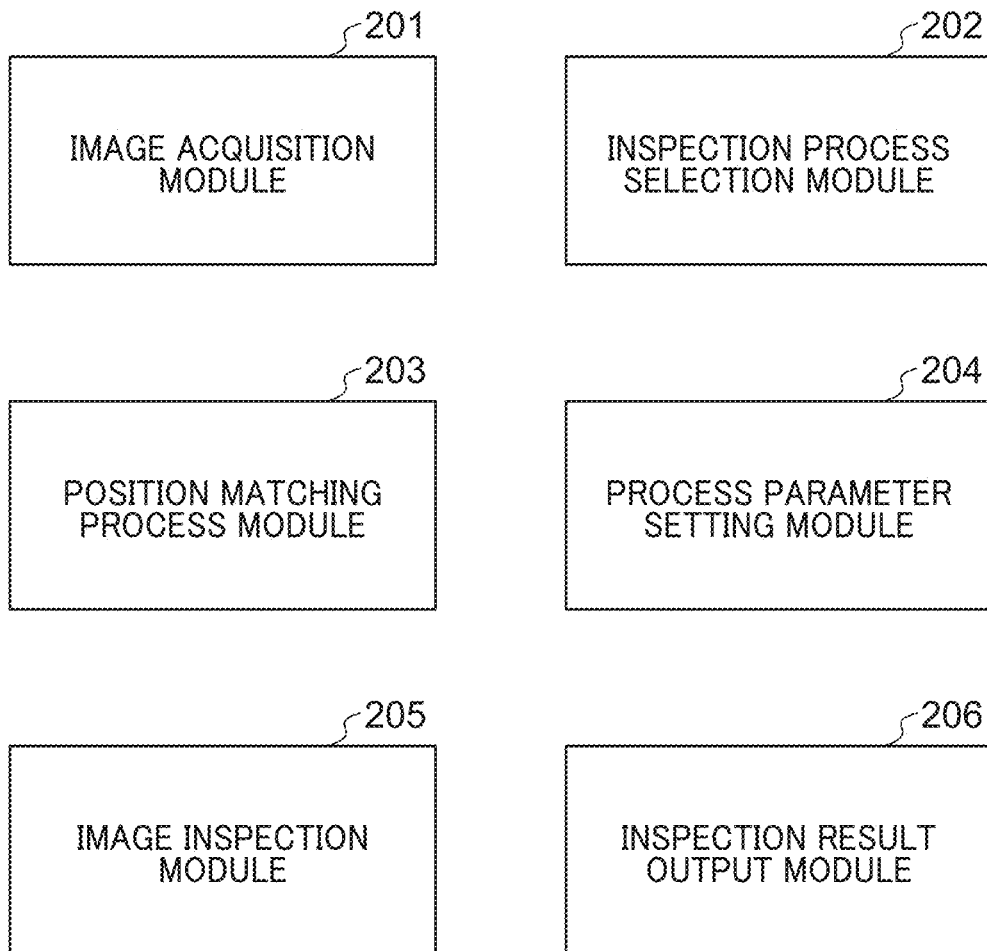 201
IMAGE ACQUISITION
MODULE
202
INSPECTION PROCESS
SELECTION MODULE
203
POSITION MATCHING
PROCESS MODULE
204
PROCESS PARAMETER
SETTING MODULE
205
IMAGE INSPECTION
MODULE
206
INSPECTION RESULT
OUTPUT MODULE